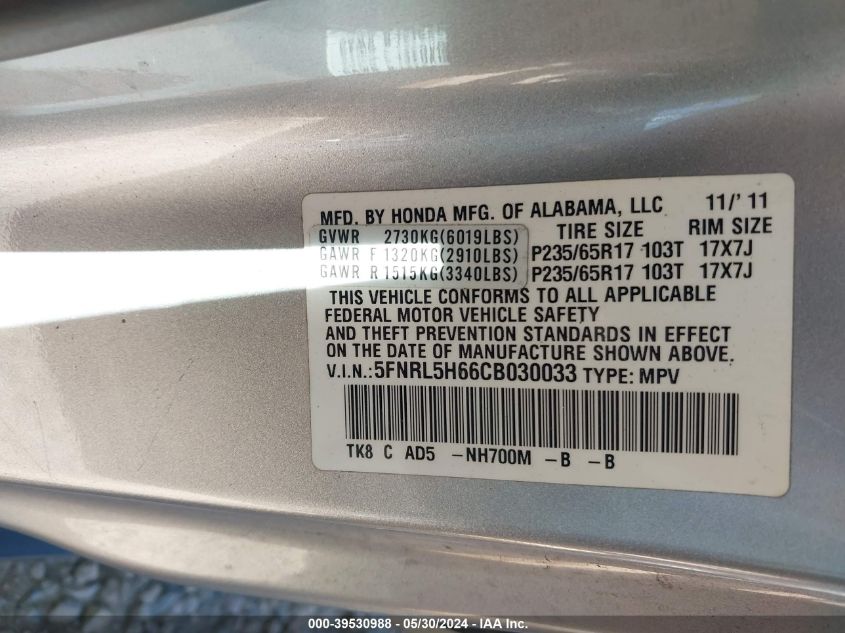 MFD. BY HONDA MFG. OF ALABAMA, LLC 11/'11
GVWR 2730KG(6019LBS) TIRE SIZE RIM SIZE
GAWR F 1320KG(2910LBS) P235/65R17 103T 17X7J
GAWR R 1515KG(3340LBS) P235/65R17 103T 17X7J
THIS VEHICLE CONFORMS TO ALL APPLICABLE
FEDERAL MOTOR VEHICLE SAFETY
AND THEFT PREVENTION STANDARDS IN EFFECT
ON THE DATE OF MANUFACTURE SHOWN ABOVE.
V.I.N.:5FNRL5H66CB030033 TYPE: MPV
TK8 C AD5 -NH700M -B -B
000-39530988 - 05/30/2024 - IAA Inc.